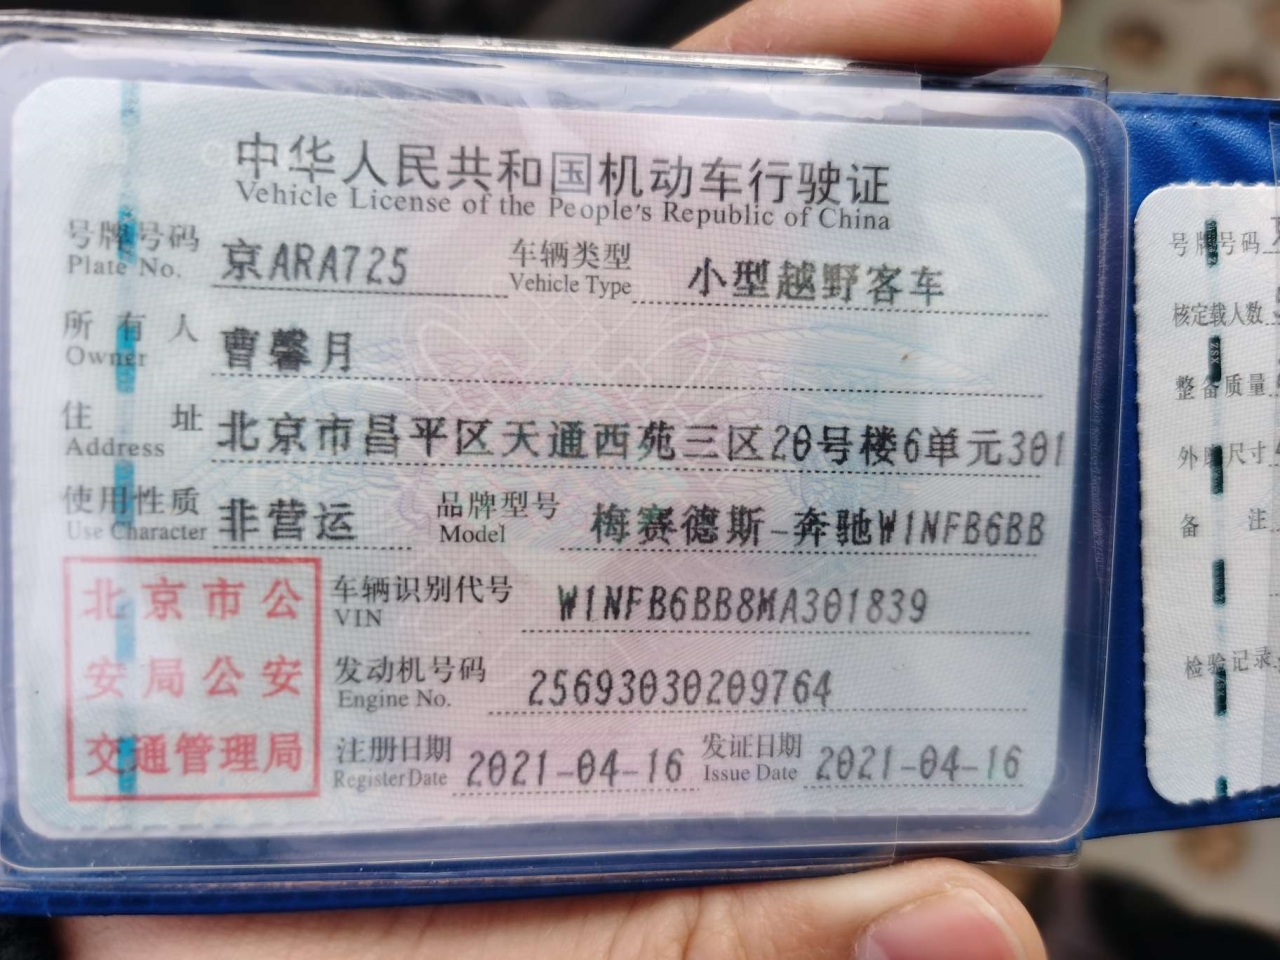 中华人民共和国机动车行驶证
Vehicle License of the People's Republic of China
号牌号码 京ARA725 车辆类型 小型越野客车
Plate No. Vehicle Type
所有人 曹馨月
Owner
住址 北京市昌平区天通西苑三区20号楼6单元301
Address
使用性质 非营运 品牌型号 梅赛德斯-奔驰W1NFB6BB
Use Character Model
车辆识别代号 W1NFB6BB8MA301839
VIN
发动机号码 25693030209764
Engine No.
注册日期 2021-04-16 发证日期 2021-04-16
Register Date Issue Date
北京市公
安局公安
交通管理局
号牌号码
核定载人数
整备质量
外廓尺寸
备注
检验记录